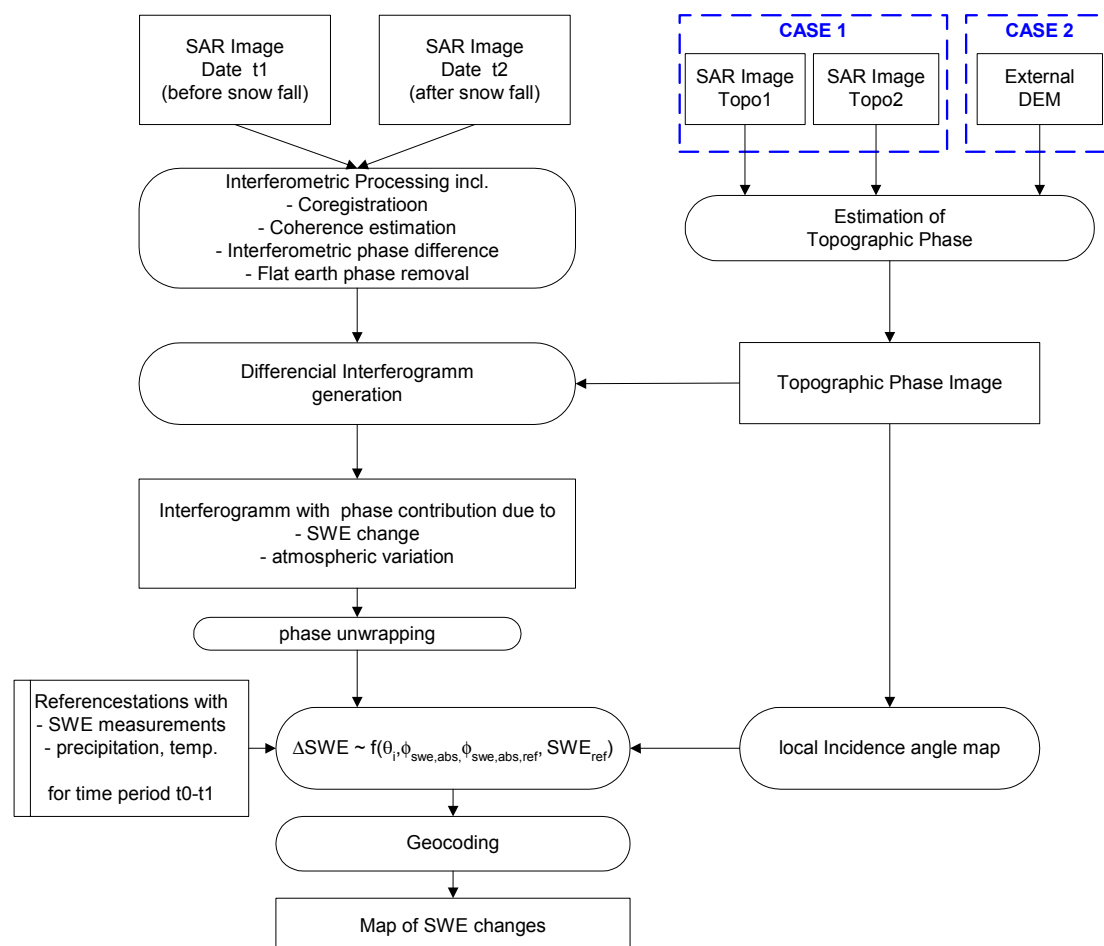 SAR Image
Date t1
(before snow fall)
SAR Image
Date t2
(after snow fall)
CASE 1
SAR Image
Topo1
SAR Image
Topo2
CASE 2
External
DEM
Interferometric Processing incl.
- Coregistratioon
- Coherence estimation
- Interferometric phase difference
- Flat earth phase removal
Estimation of
Topographic Phase
Differencial Interferogramm
generation
Topographic Phase Image
Interferogramm with phase contribution due to
- SWE change
- atmospheric variation
phase unwrapping
Referencestations with
- SWE measurements
- precipitation, temp.
for time period t0-t1
ΔSWE ~ f(θi,ϕswe,abs,ϕswe,abs,ref, SWEref)
local Incidence angle map
Geocoding
Map of SWE changes